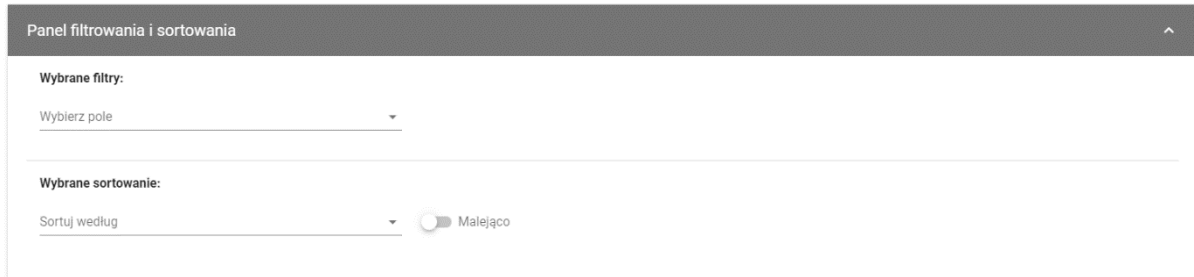 Panel filtrowania i sortowania
Wybrane filtry:
Wybierz pole
Wybrane sortowanie:
Sortuj według Malejąco